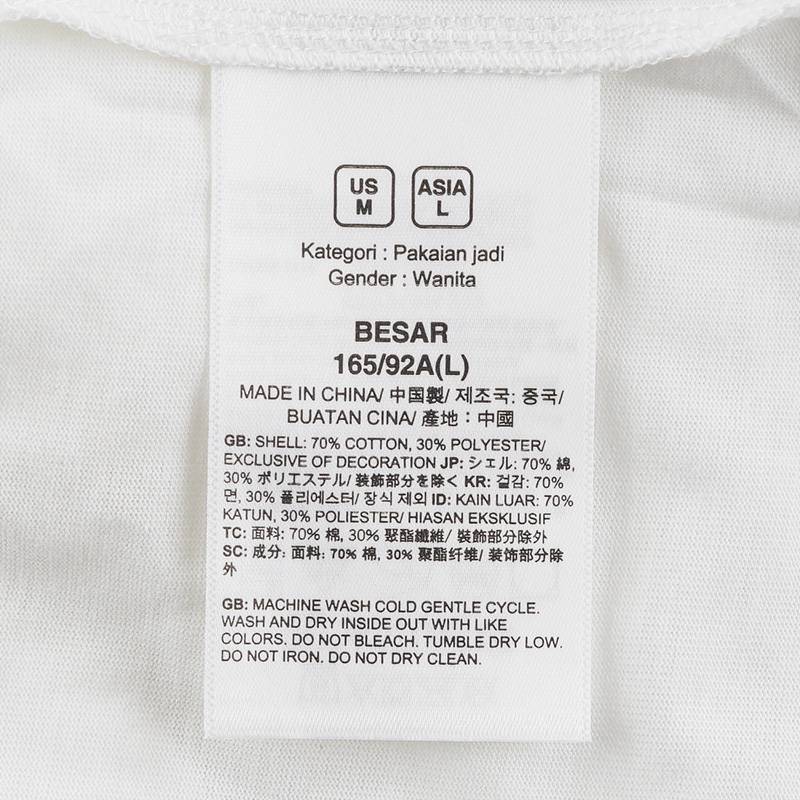 US
M
ASIA
L
Kategori : Pakaian jadi
Gender : Wanita
BESAR
165/92A(L)
MADE IN CHINA/ 中国製/ 제조국: 중국/
BUATAN CINA/ 產地：中國
GB: SHELL: 70% COTTON, 30% POLYESTER/
EXCLUSIVE OF DECORATION JP: シェル: 70% 綿,
30% ポリエステル/ 装飾部分を除く KR: 겉감: 70%
면, 30% 폴리에스터/ 장식 제외 ID: KAIN LUAR: 70%
KATUN, 30% POLIESTER/ HIASAN EKSKLUSIF
TC: 面料: 70% 棉, 30% 聚酯纖維/ 裝飾部分除外
SC: 成分: 面料: 70% 棉, 30% 聚酯纤维/ 装饰部分除
外
GB: MACHINE WASH COLD GENTLE CYCLE.
WASH AND DRY INSIDE OUT WITH LIKE
COLORS. DO NOT BLEACH. TUMBLE DRY LOW.
DO NOT IRON. DO NOT DRY CLEAN.